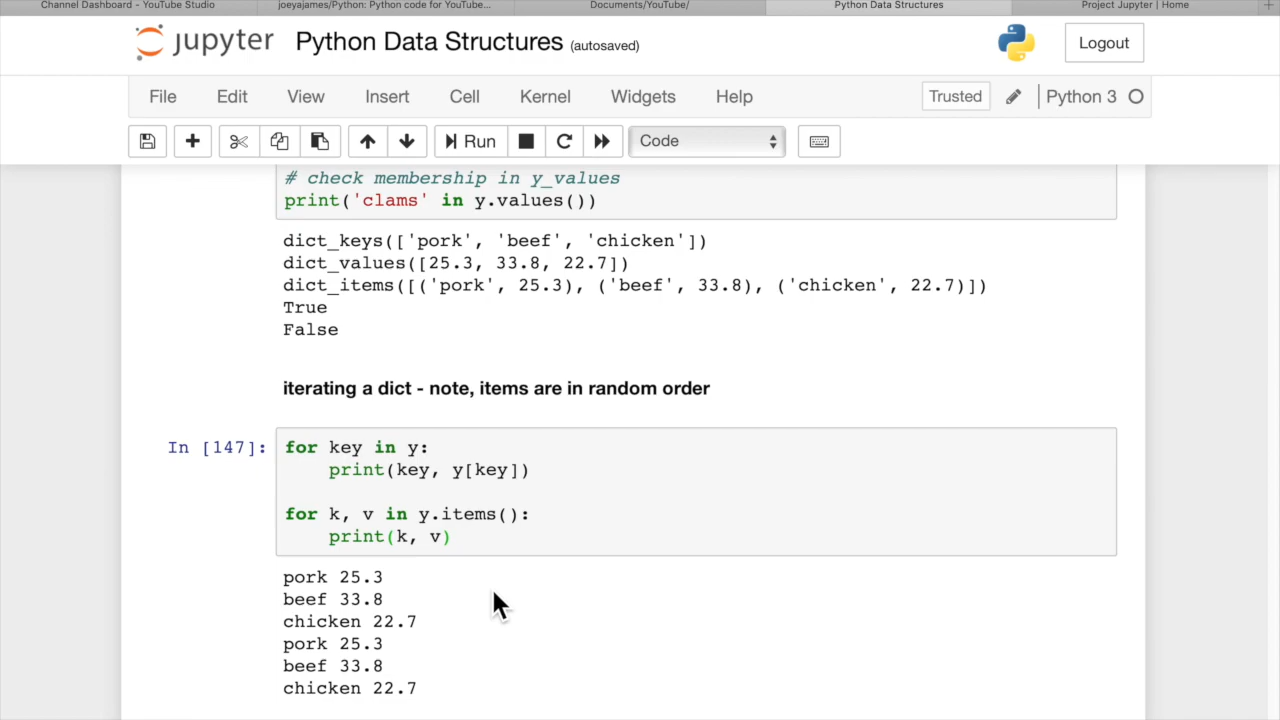 Channel Dashboard - YouTube Studio joeyajames/Python: Python code for YouTube... Documents/YouTube/ Python Data Structures Project Jupyter | Home +
jupyter Python Data Structures (autosaved) Logout
File Edit View Insert Cell Kernel Widgets Help Trusted Python 3
Run Code
# check membership in y_values
print('clams' in y.values())
dict_keys(['pork', 'beef', 'chicken'])
dict_values([25.3, 33.8, 22.7])
dict_items([('pork', 25.3), ('beef', 33.8), ('chicken', 22.7)])
True
False
iterating a dict - note, items are in random order
In [147]: for key in y:
print(key, y[key])
for k, v in y.items():
print(k, v)
pork 25.3
beef 33.8
chicken 22.7
pork 25.3
beef 33.8
chicken 22.7